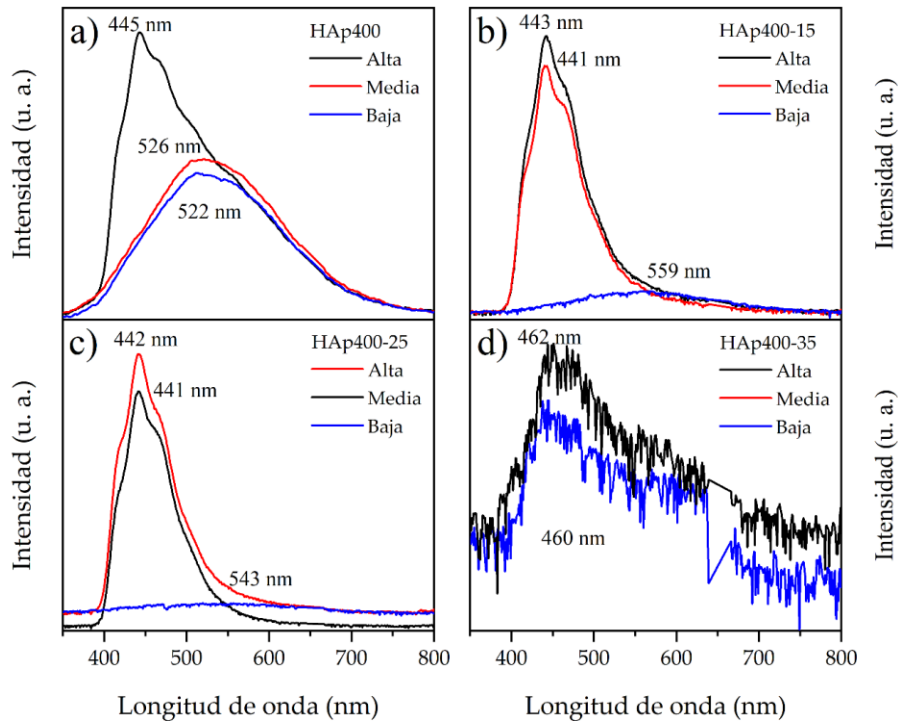 a)
445 nm
HAp400
Alta
Media
Baja
526 nm
522 nm
Intensidad (u. a.)
b)
443 nm
441 nm
HAp400-15
Alta
Media
Baja
559 nm
Intensidad (u. a.)
c)
442 nm
441 nm
HAp400-25
Alta
Media
Baja
543 nm
Intensidad (u. a.)
400 500 600 700 800
Longitud de onda (nm)
d)
462 nm
HAp400-35
Alta
Media
Baja
460 nm
Intensidad (u. a.)
400 500 600 700 800
Longitud de onda (nm)